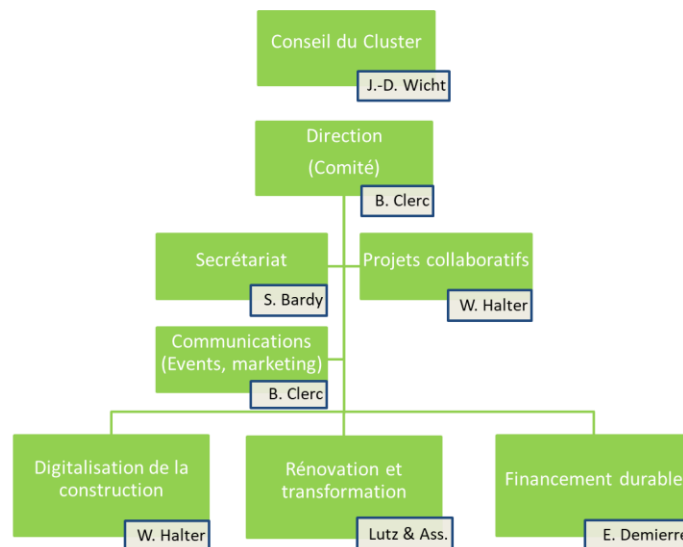 Conseil du Cluster
J.-D. Wicht
Direction
(Comité)
B. Clerc
Secrétariat
S. Bardy
Projets collaboratifs
W. Halter
Communications
(Events, marketing)
B. Clerc
Digitalisation de la
construction
W. Halter
Rénovation et
transformation
Lutz & Ass.
Financement durable
E. Demierre